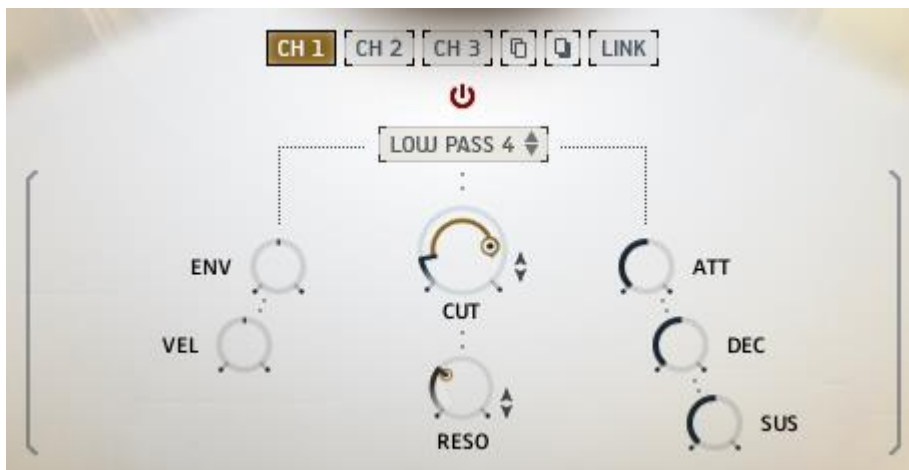 CH 1 CH 2 CH 3 LINK
LOW PASS 4
ENV ATT
CUT
VEL DEC
RESO SUS